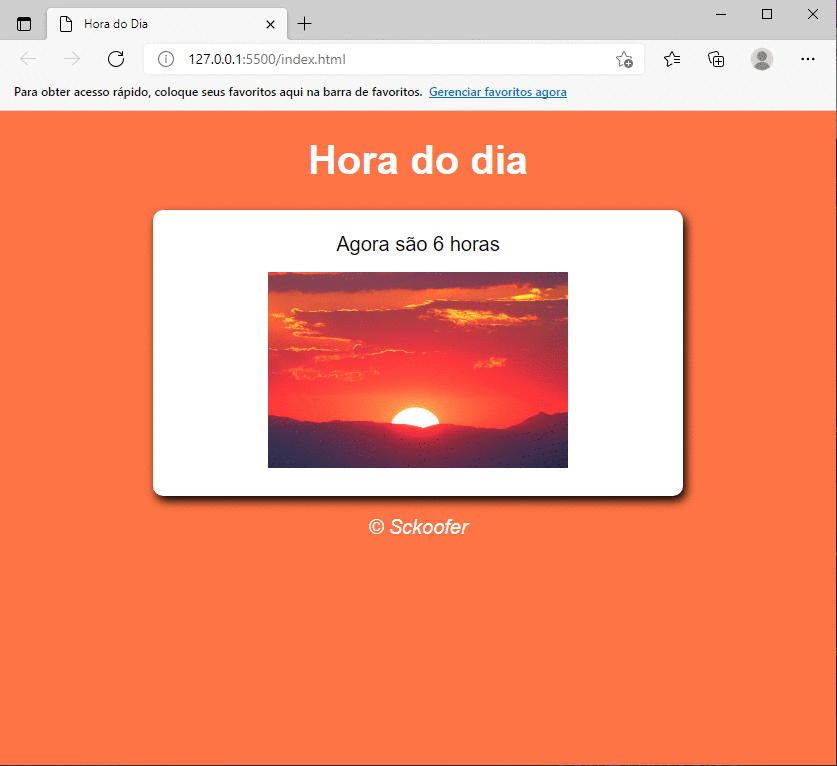 Hora do Dia
127.0.0.1:5500/index.html
Para obter acesso rápido, coloque seus favoritos aqui na barra de favoritos. Gerenciar favoritos agora
Hora do dia
Agora são 6 horas
© Sckoofer